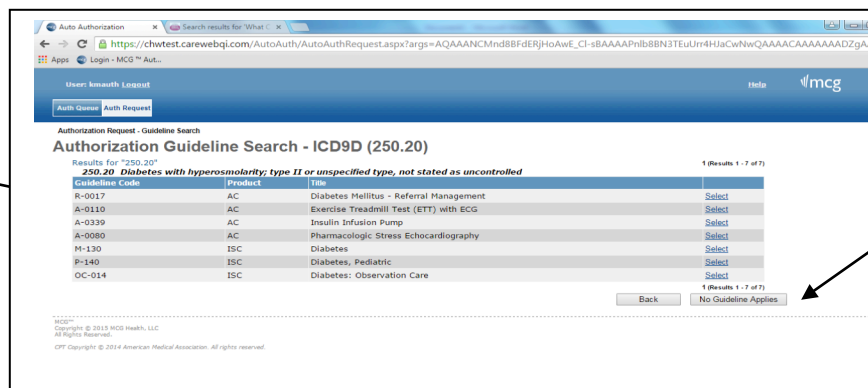 Auto Authorization × Search results for 'What C ×
https://chwtest.carewebqi.com/AutoAuth/AutoAuthRequest.aspx?args=AQAAANCMnd8BFdERjHoAwE_Cl-sBAAAAPnlb8BN3TEuUrr4HJaCwNwQAAAACAAAAAAADZgA
Apps Login - MCG ™ Aut...
User: kmauth Logout Help mcg
Auth Queue Auth Request
Authorization Request - Guideline Search
Authorization Guideline Search - ICD9D (250.20)
Results for "250.20" 1 (Results 1 - 7 of 7)
250.20 Diabetes with hyperosmolarity; type II or unspecified type, not stated as uncontrolled
Guideline Code Product Title
R-0017 AC Diabetes Mellitus - Referral Management Select
A-0110 AC Exercise Treadmill Test (ETT) with ECG Select
A-0339 AC Insulin Infusion Pump Select
A-0080 AC Pharmacologic Stress Echocardiography Select
M-130 ISC Diabetes Select
P-140 ISC Diabetes, Pediatric Select
OC-014 ISC Diabetes: Observation Care Select
1 (Results 1 - 7 of 7)
Back No Guideline Applies
MCG™
Copyright © 2015 MCG Health, LLC
All Rights Reserved.
CPT Copyright © 2014 American Medical Association. All rights reserved.